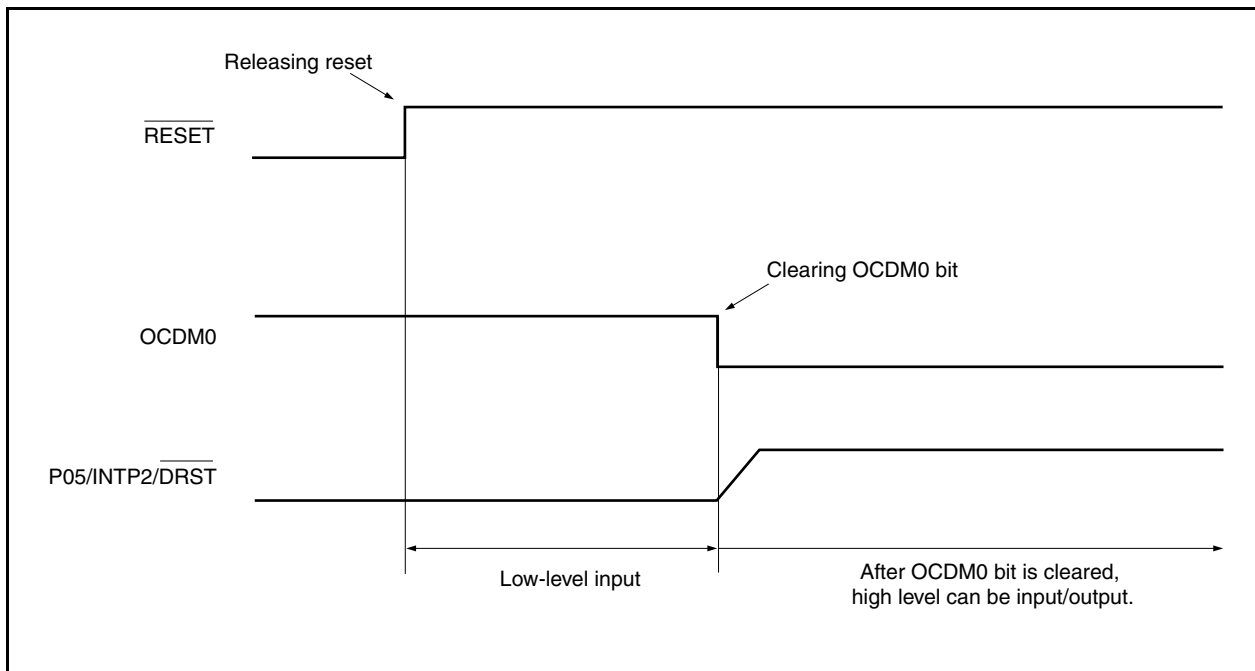 Releasing reset
RESET
Clearing OCDM0 bit
OCDM0
P05/INTP2/DRST
Low-level input
After OCDM0 bit is cleared,
high level can be input/output.